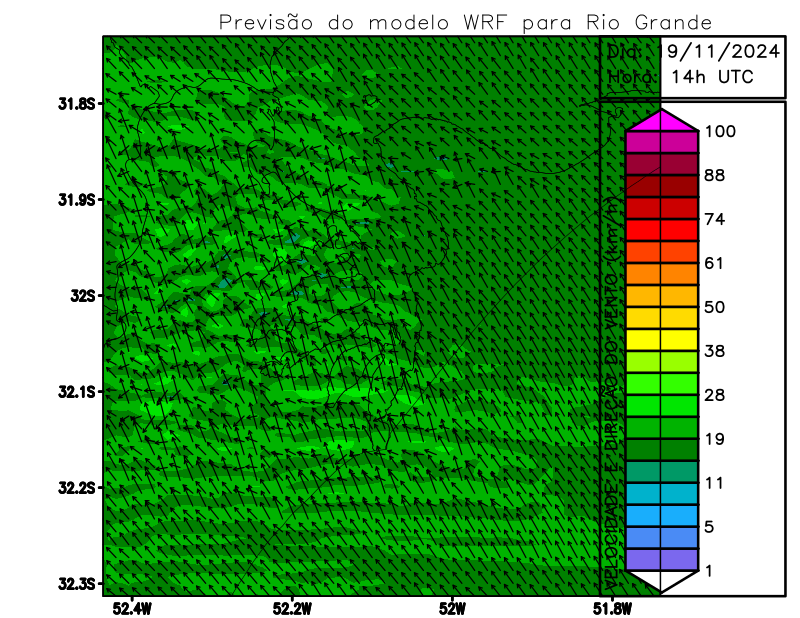 Previsão do modelo WRF para Rio Grande
Dia: 19/11/2024
Hora: 14h UTC
VELOCIDADE E DIREÇÃO DO VENTO (km/h)
100
88
74
61
50
38
28
19
11
5
1
31.8S
31.9S
32S
32.1S
32.2S
32.3S
52.4W
52.2W
52W
51.8W